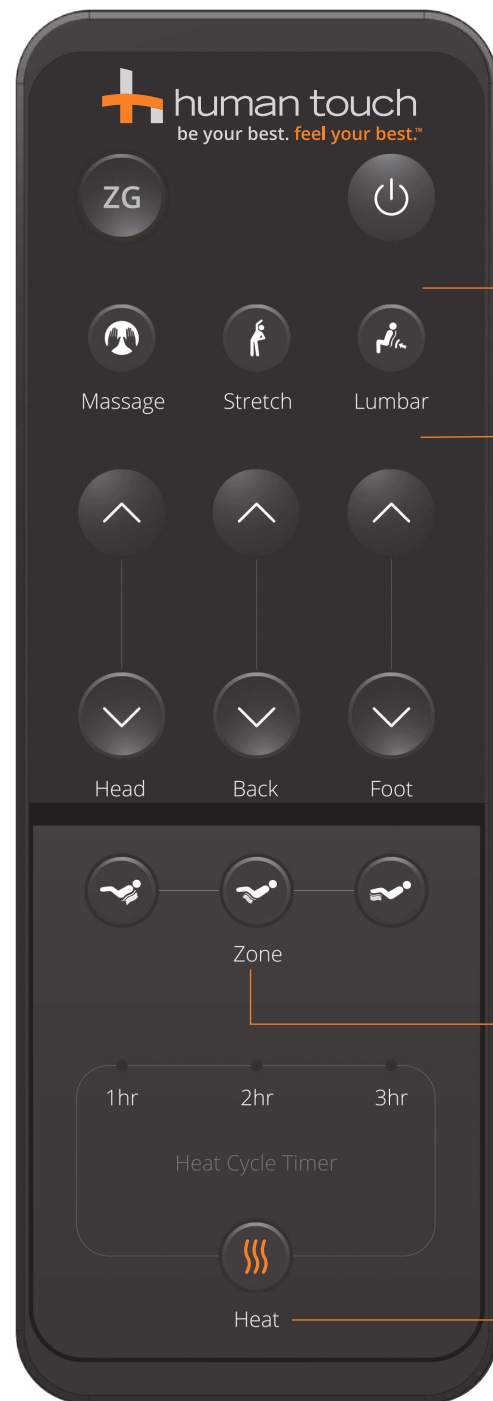 human touch
be your best. feel your best.™
ZG
Massage Stretch Lumbar
Head Back Foot
Zone
1hr 2hr 3hr
Heat Cycle Timer
Heat